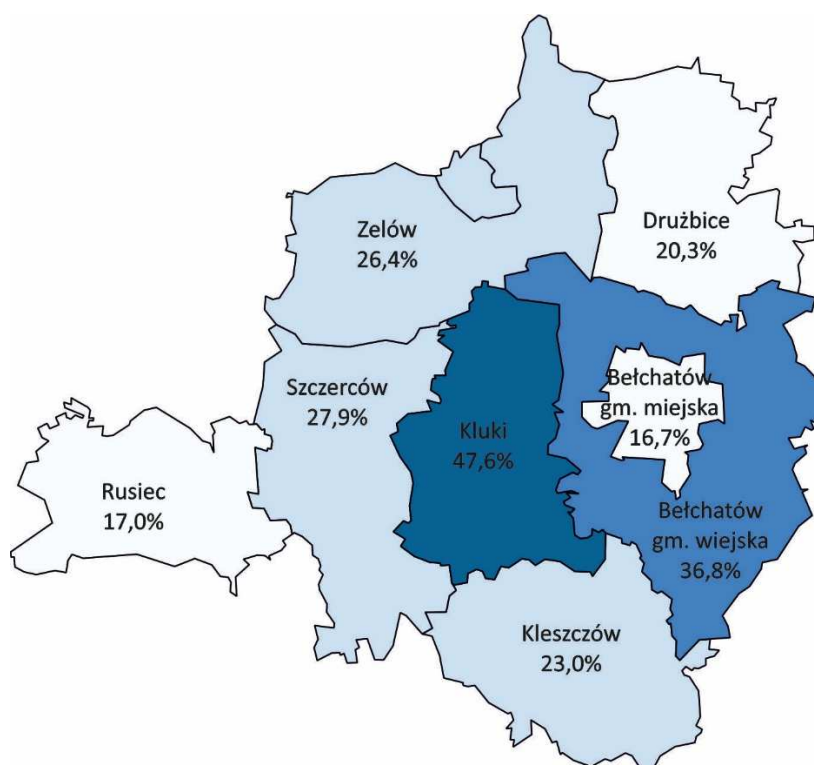 Zelów
26,4%
Drużbice
20,3%
Szczerców
27,9%
Kluki
47,6%
Bełchatów
gm. miejska
16,7%
Rusiec
17,0%
Bełchatów
gm. wiejska
36,8%
Kleszczów
23,0%